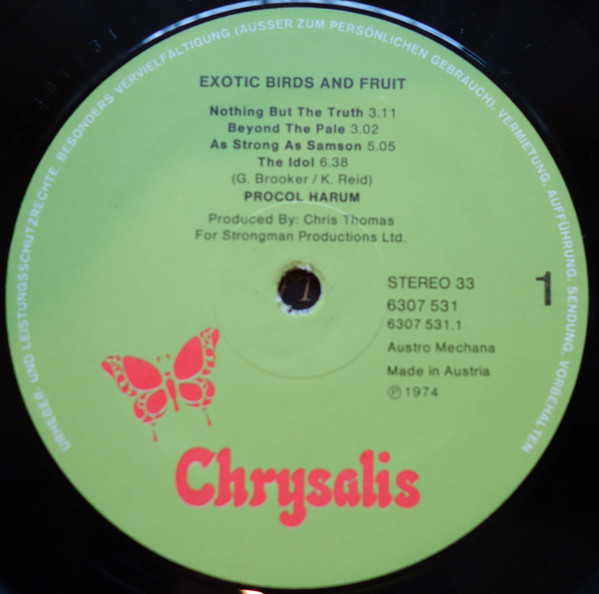 URHEBER- UND LEISTUNGSSCHUTZRECHTE, BESONDERS VERVIELFÄLTIGUNG (AUSSER ZUM PERSÖNLICHEN GEBRAUCH), VERMIETUNG, AUFFÜHRUNG, SENDUNG, VORBEHALTEN
EXOTIC BIRDS AND FRUIT
Nothing But The Truth 3.11
Beyond The Pale 3.02
As Strong As Samson 5.05
The Idol 6.38
(G. Brooker / K. Reid)
PROCOL HARUM
Produced By: Chris Thomas
For Strongman Productions Ltd.
STEREO 33
1
6307 531
6307 531.1
Austro Mechana
Made in Austria
Ⓟ 1974
Chrysalis